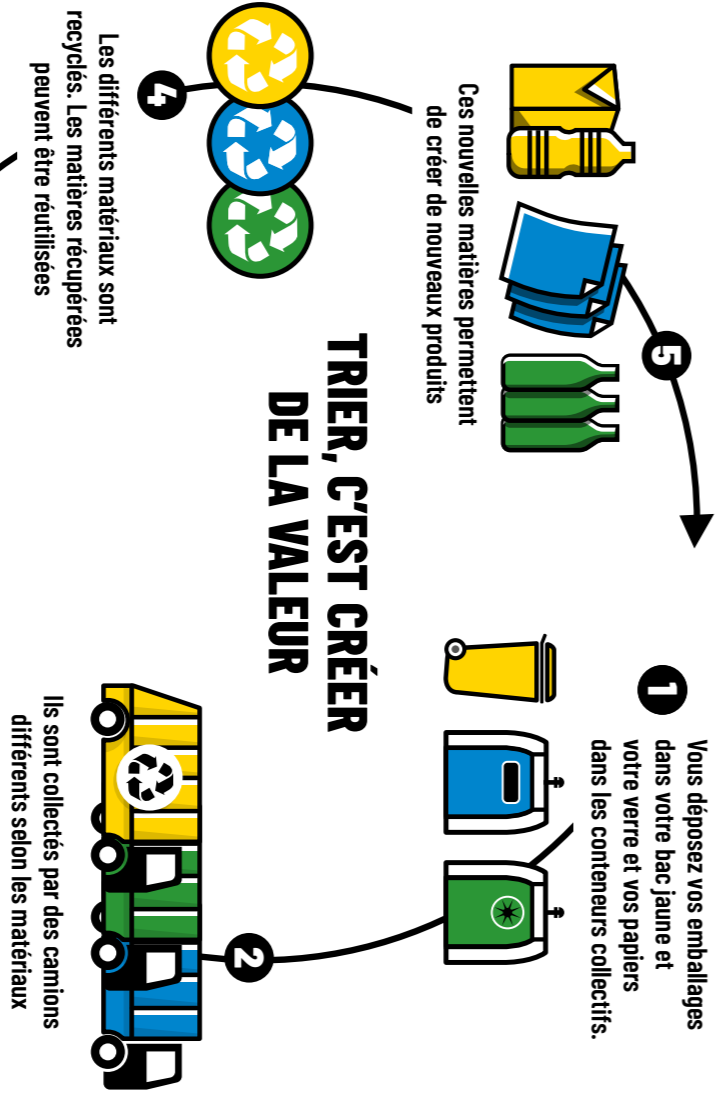 TRIER, C'EST CRÉER
DE LA VALEUR
1
Vous déposez vos emballages
dans votre bac jaune et
votre verre et vos papiers
dans les conteneurs collectifs.
2
Ils sont collectés par des camions
différents selon les matériaux
4
Les différents matériaux sont
recyclés. Les matières récupérées
peuvent être réutilisées
5
Ces nouvelles matières permettent
de créer de nouveaux produits